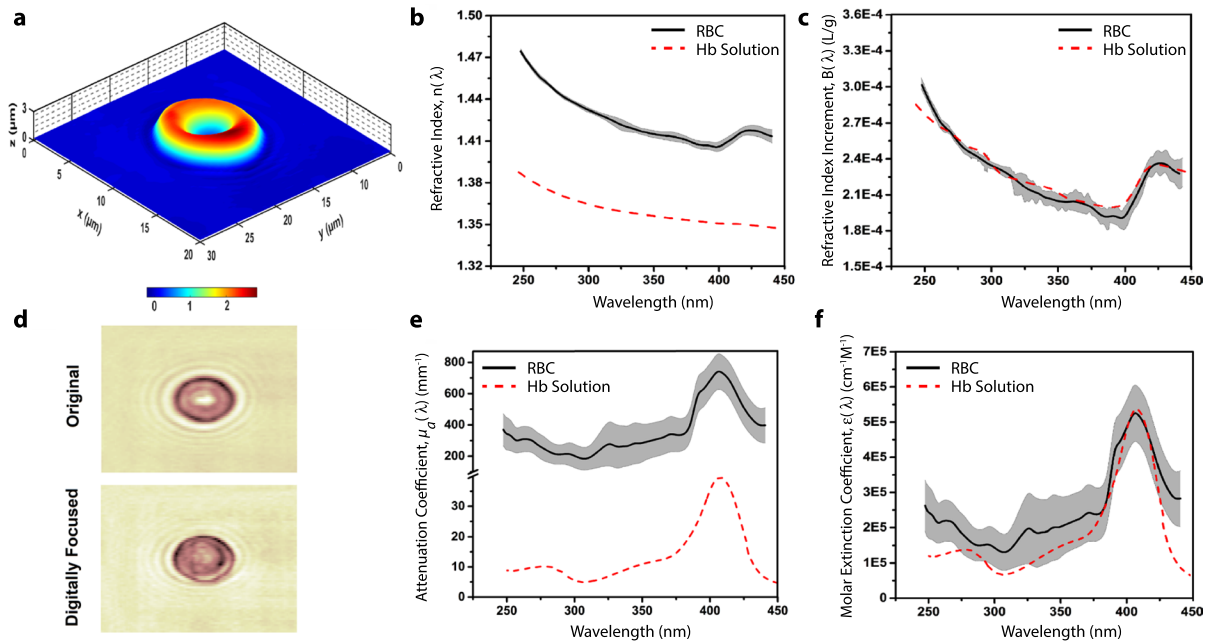 a
3
0
z (µm)
0
5
10
15
20
x (µm)
0
10
20
25
30
y (µm)
0
1
2
b
RBC
Hb Solution
Refractive Index, n( λ)
1.50
1.47
1.44
1.41
1.38
1.35
1.32
250
300
350
400
450
Wavelength (nm)
c
RBC
Hb Solution
Refractive Index Increment, B( λ) (L/g)
3.6E-4
3.3E-4
3.0E-4
2.7E-4
2.4E-4
2.1E-4
1.8E-4
1.5E-4
250
300
350
400
450
Wavelength (nm)
d
Original
Digitally Focused
e
RBC
Hb Solution
Attenuation Coefficient, µa( λ) (mm⁻¹)
800
600
400
200
30
20
10
0
250
300
350
400
450
Wavelength (nm)
f
RBC
Hb Solution
Molar Extinction Coefficient, ε( λ) (cm⁻¹M⁻¹)
7E5
6E5
5E5
4E5
3E5
2E5
1E5
0
250
300
350
400
450
Wavelength (nm)